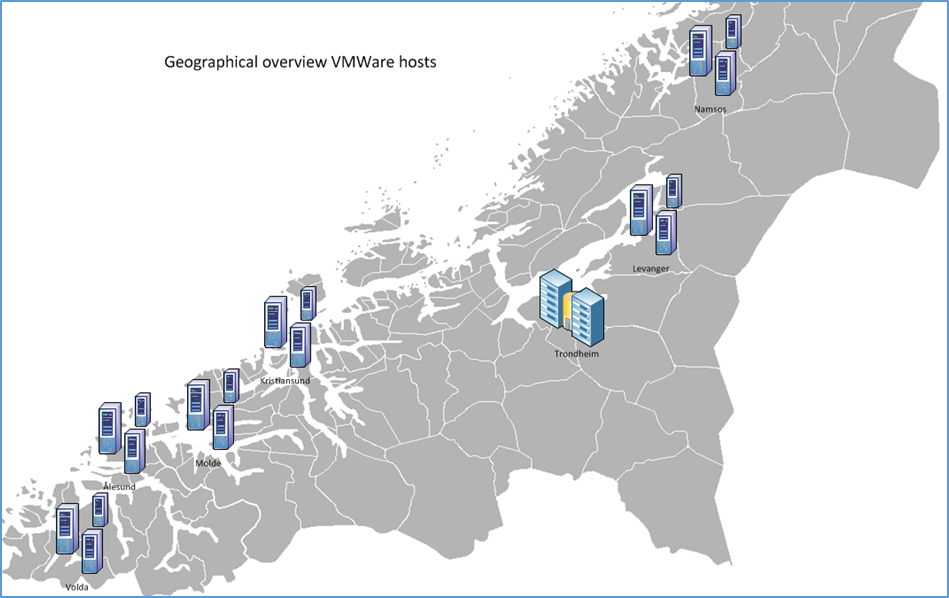 Geographical overview VMWare hosts
Namsos
Levanger
Trondheim
Kristiansund
Molde
Ålesund
Volda